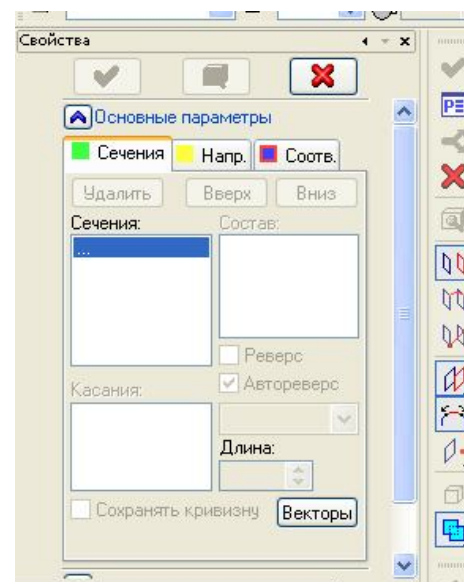 Свойства
Основные параметры
Сечения Напр. Соотв.
Удалить Вверх Вниз
Сечения: Состав:
...
Реверс
Касания: Автореверс
Длина:
Сохранять кривизну Векторы